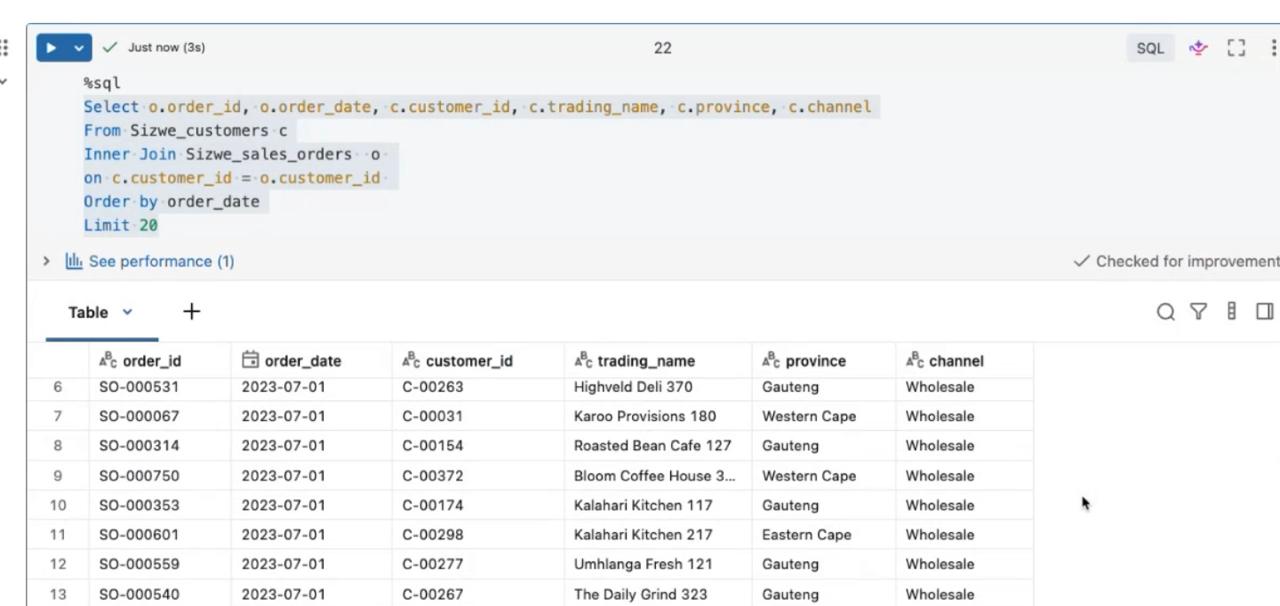 Just now (3s)
22
SQL
%sql
Select o.order_id, o.order_date, c.customer_id, c.trading_name, c.province, c.channel
From Sizwe_customers c
Inner Join Sizwe_sales_orders o
on c.customer_id = o.customer_id
Order by order_date
Limit 20
See performance (1)
Checked for improvement
Table
order_id order_date customer_id trading_name province channel
6 SO-000531 2023-07-01 C-00263 Highveld Deli 370 Gauteng Wholesale
7 SO-000067 2023-07-01 C-00031 Karoo Provisions 180 Western Cape Wholesale
8 SO-000314 2023-07-01 C-00154 Roasted Bean Cafe 127 Gauteng Wholesale
9 SO-000750 2023-07-01 C-00372 Bloom Coffee House 3... Western Cape Wholesale
10 SO-000353 2023-07-01 C-00174 Kalahari Kitchen 117 Gauteng Wholesale
11 SO-000601 2023-07-01 C-00298 Kalahari Kitchen 217 Eastern Cape Wholesale
12 SO-000559 2023-07-01 C-00277 Umhlanga Fresh 121 Gauteng Wholesale
13 SO-000540 2023-07-01 C-00267 The Daily Grind 323 Gauteng Wholesale